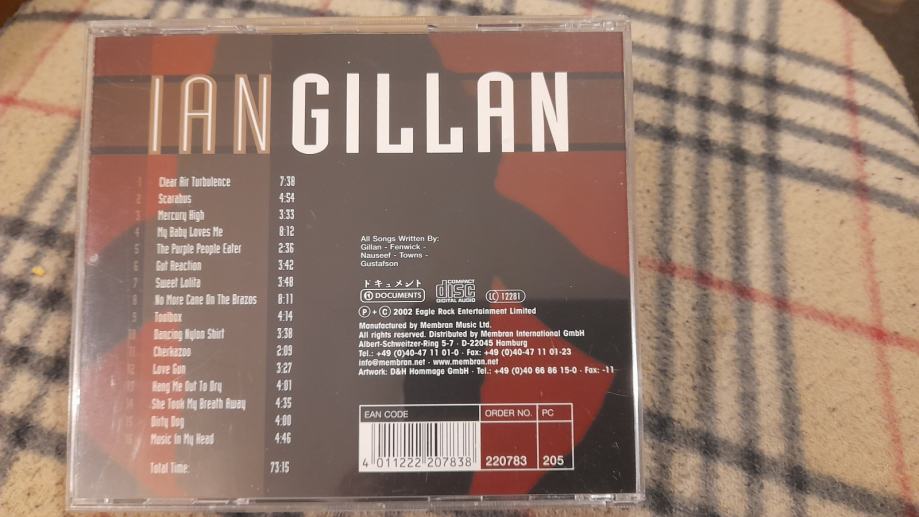 IAN GILLAN
1 Clear Air Turbulence 7:38
2 Scarabus 4:54
3 Mercury High 3:33
4 My Baby Loves Me 8:12
5 The Purple People Eater 2:36
6 Gut Reaction 3:42
7 Sweet Lolita 3:48
8 No More Cane On The Brazos 8:11
9 Toolbox 4:14
10 Dancing Nylon Shirt 3:38
11 Cherkazoo 2:09
12 Love Gun 3:27
13 Hang Me Out To Dry 4:01
14 She Took My Breath Away 4:35
15 Dirty Dog 4:00
16 Music In My Head 4:46
Total Time: 73:15
All Songs Written By:
Gillan - Fenwick -
Nauseef - Towns -
Gustafson
ドキュメント
DOCUMENTS
COMPACT
disc
DIGITAL AUDIO
LC 12281
P + C 2002 Eagle Rock Entertainment Limited
Manufactured by Membran Music Ltd.
All rights reserved. Distributed by Membran International GmbH
Albert-Schweitzer-Ring 5-7 · D-22045 Hamburg
Tel.: +49 (0)40-47 11 01-0 · Fax: +49 (0)40-47 11 01-23
info@membran.net · www.membran.net
Artwork: D&H Hommage GmbH · Tel.: +49 (0)40 66 86 15-0 · Fax: -11
EAN CODE ORDER NO. PC
4 011222 207838 220783 205